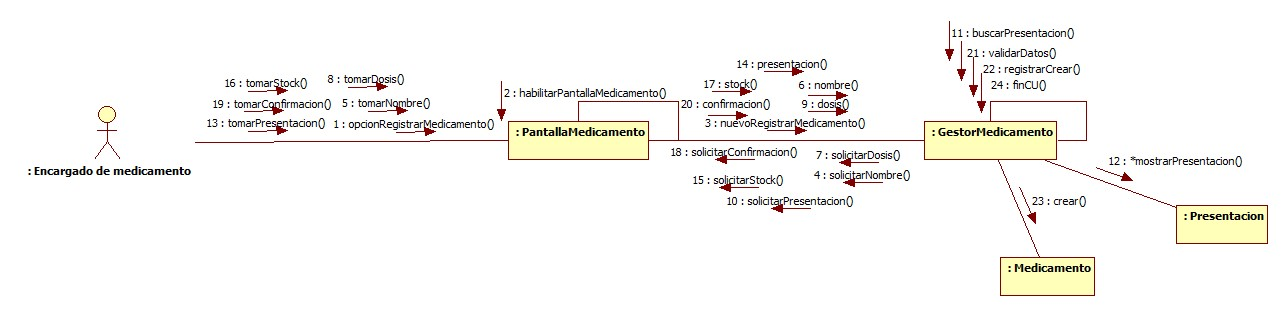 11 : buscarPresentacion()
21 : validarDatos()
22 : registrarCrear()
24 : finCU()
14 : presentacion()
17 : stock()
6 : nombre()
20 : confirmacion()
9 : dosis()
3 : nuevoRegistrarMedicamento()
16 : tomarStock()
8 : tomarDosis()
19 : tomarConfirmacion()
5 : tomarNombre()
13 : tomarPresentacion()
1 : opcionRegistrarMedicamento()
2 : habilitarPantallaMedicamento()
: PantallaMedicamento
: GestorMedicamento
: Encargado de medicamento
18 : solicitarConfirmacion()
7 : solicitarDosis()
15 : solicitarStock()
4 : solicitarNombre()
10 : solicitarPresentacion()
12 : *mostrarPresentacion()
23 : crear()
: Presentacion
: Medicamento